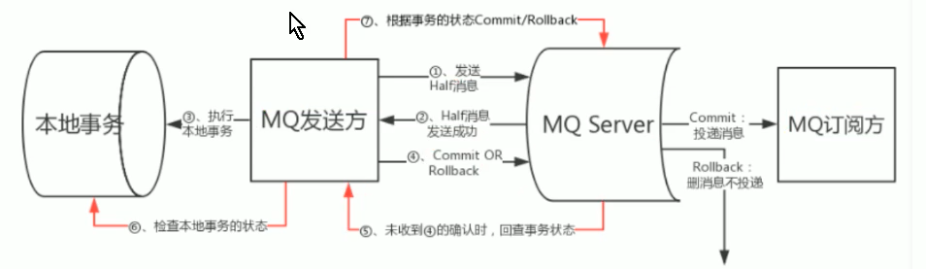 ⑦、根据事务的状态Commit/Rollback
①、发送
Half消息
本地事务
③、执行
本地事务
MQ发送方
②、Half消息
发送成功
MQ Server
Commit：
投递消息
MQ订阅方
④、Commit OR
Rollback
Rollback：
删消息不投递
⑥、检查本地事务的状态
⑤、未收到④的确认时，回查事务状态